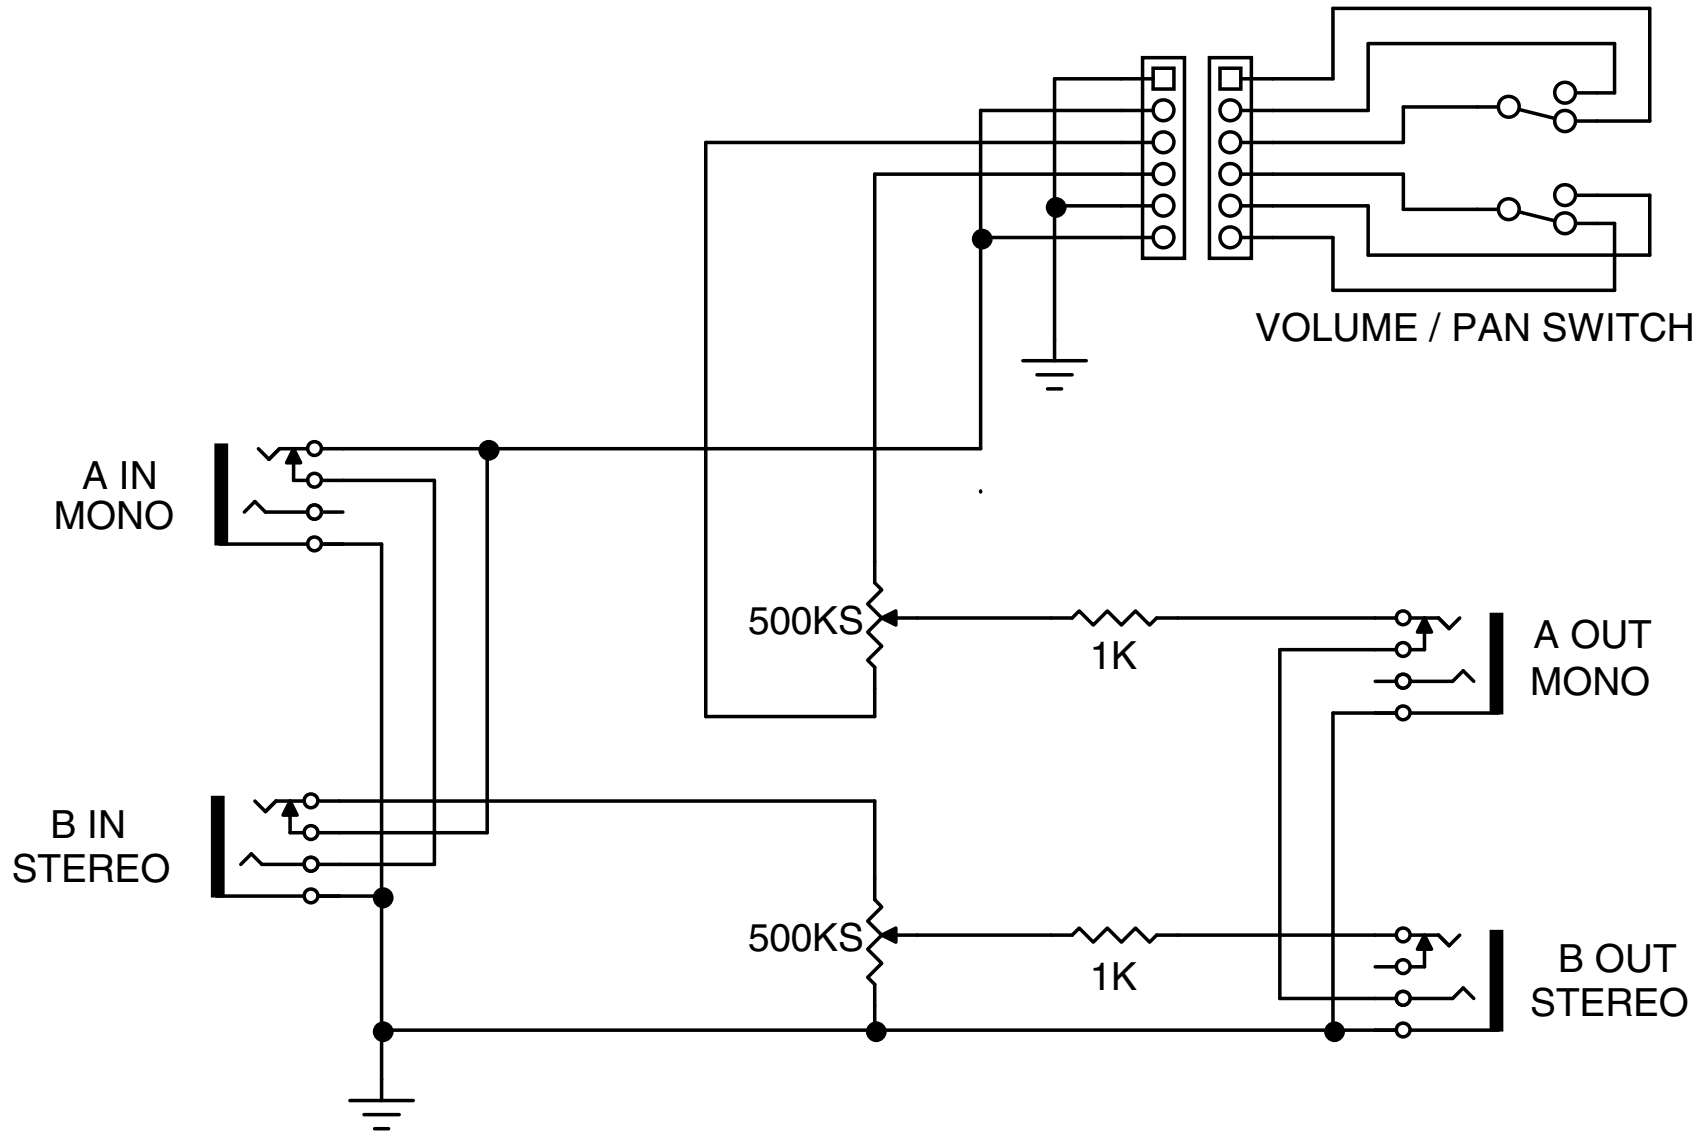 VOLUME / PAN SWITCH
A IN
MONO
500KS
1K
A OUT
MONO
B IN
STEREO
500KS
1K
B OUT
STEREO